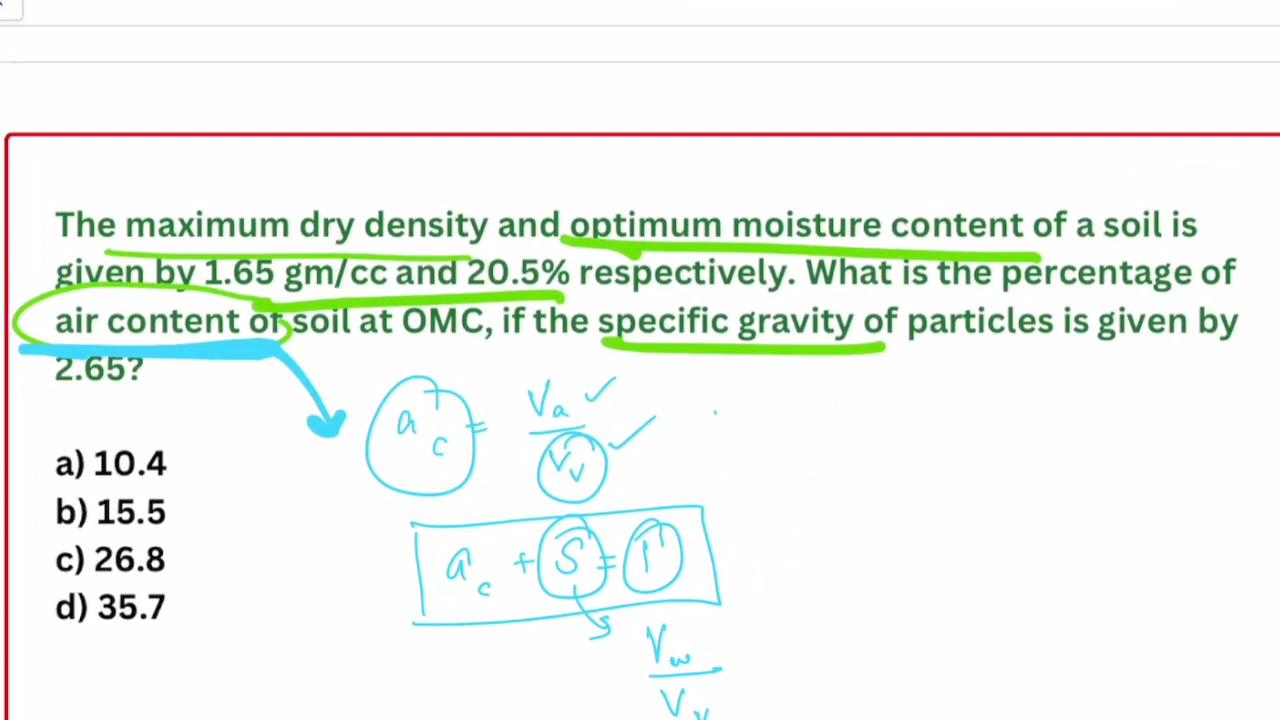 The maximum dry density and optimum moisture content of a soil is
given by 1.65 gm/cc and 20.5% respectively. What is the percentage of
air content of soil at OMC, if the specific gravity of particles is given by
2.65?
a) 10.4
b) 15.5
c) 26.8
d) 35.7
a c = Va / Vv
a c + S = 1
Vw / Vv